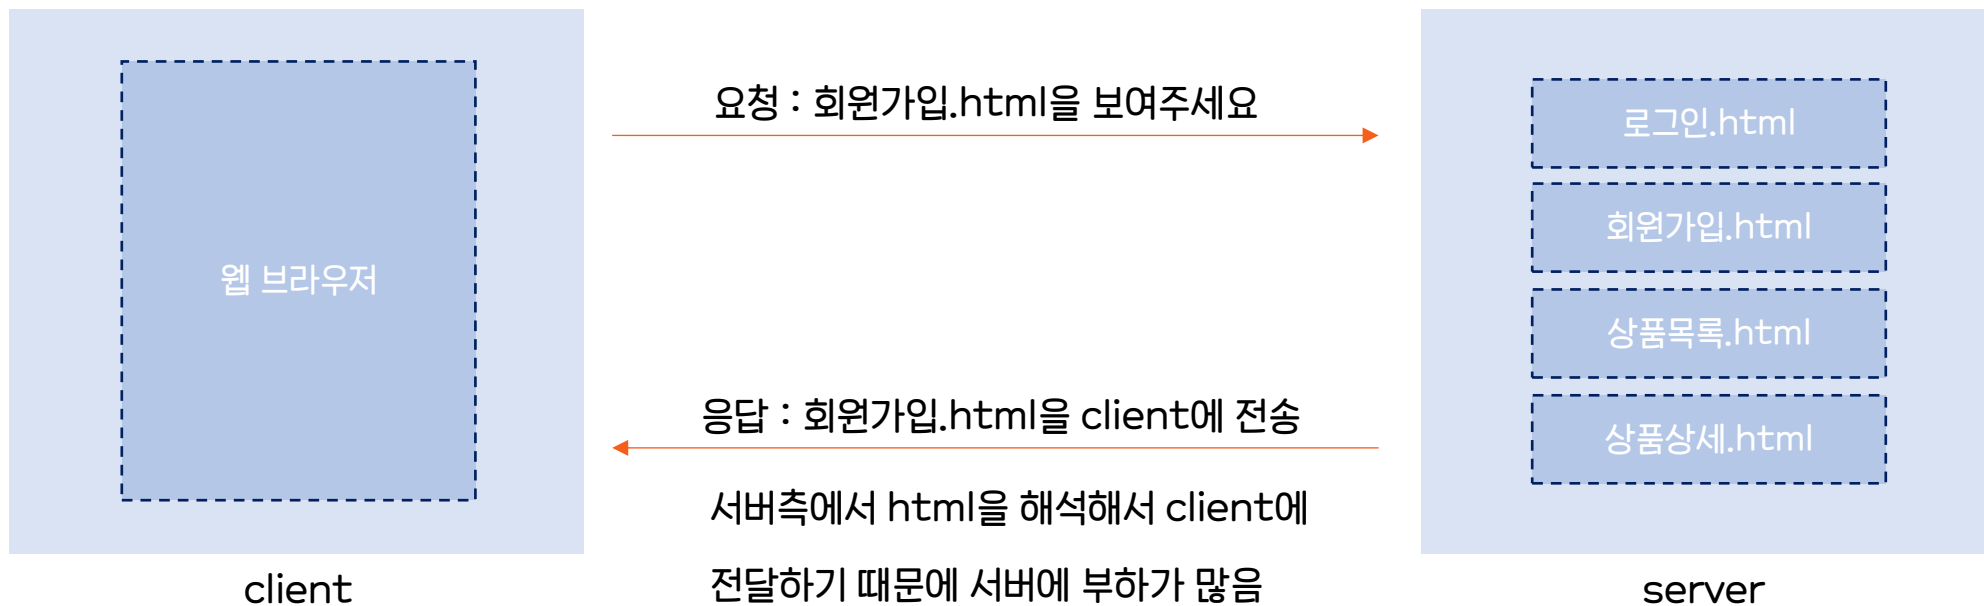 웹 브라우저
client
요청 : 회원가입.html을 보여주세요
응답 : 회원가입.html을 client에 전송
서버측에서 html을 해석해서 client에
전달하기 때문에 서버에 부하가 많음
로그인.html
회원가입.html
상품목록.html
상품상세.html
server